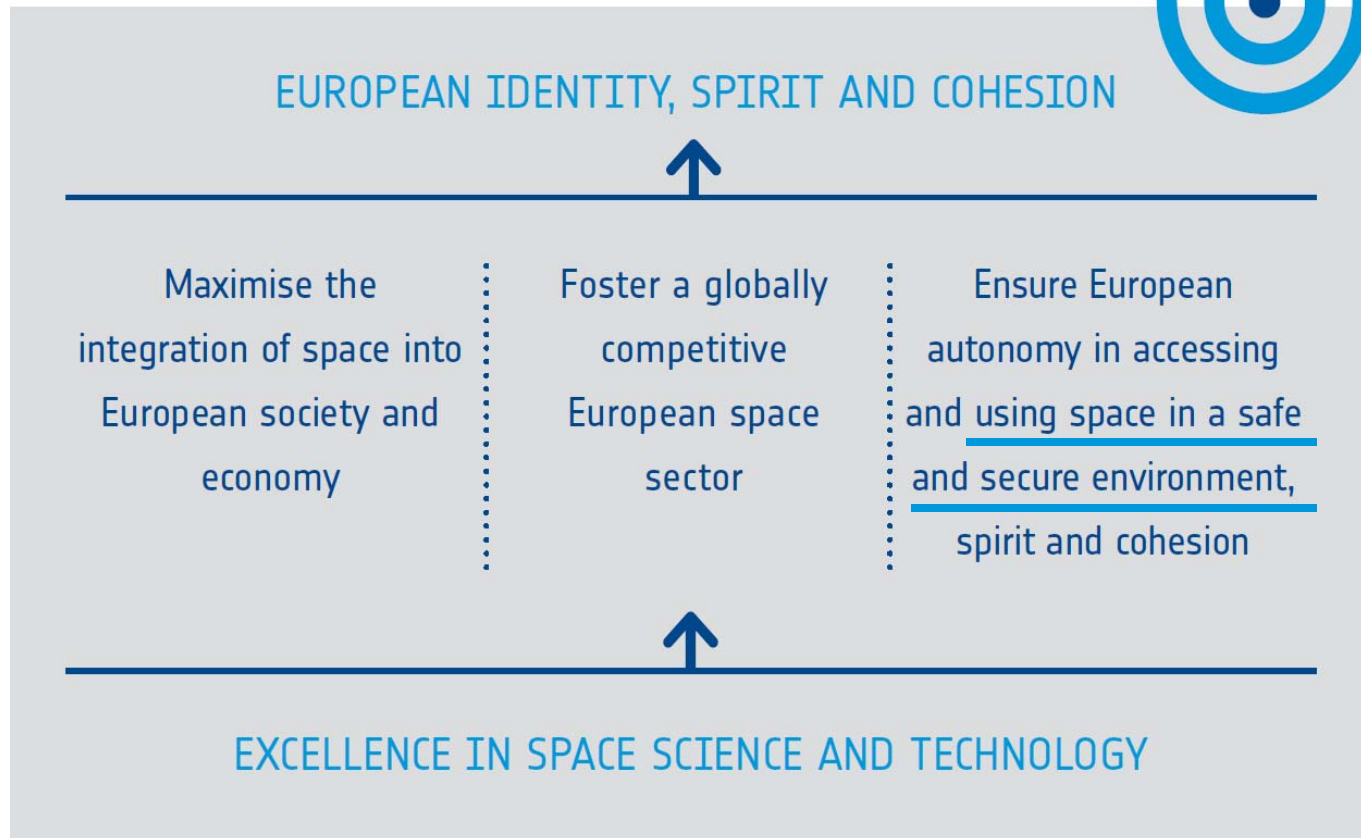 EUROPEAN IDENTITY, SPIRIT AND COHESION
Maximise the
integration of space into
European society and
economy
Foster a globally
competitive
European space
sector
Ensure European
autonomy in accessing
and using space in a safe
and secure environment,
spirit and cohesion
EXCELLENCE IN SPACE SCIENCE AND TECHNOLOGY